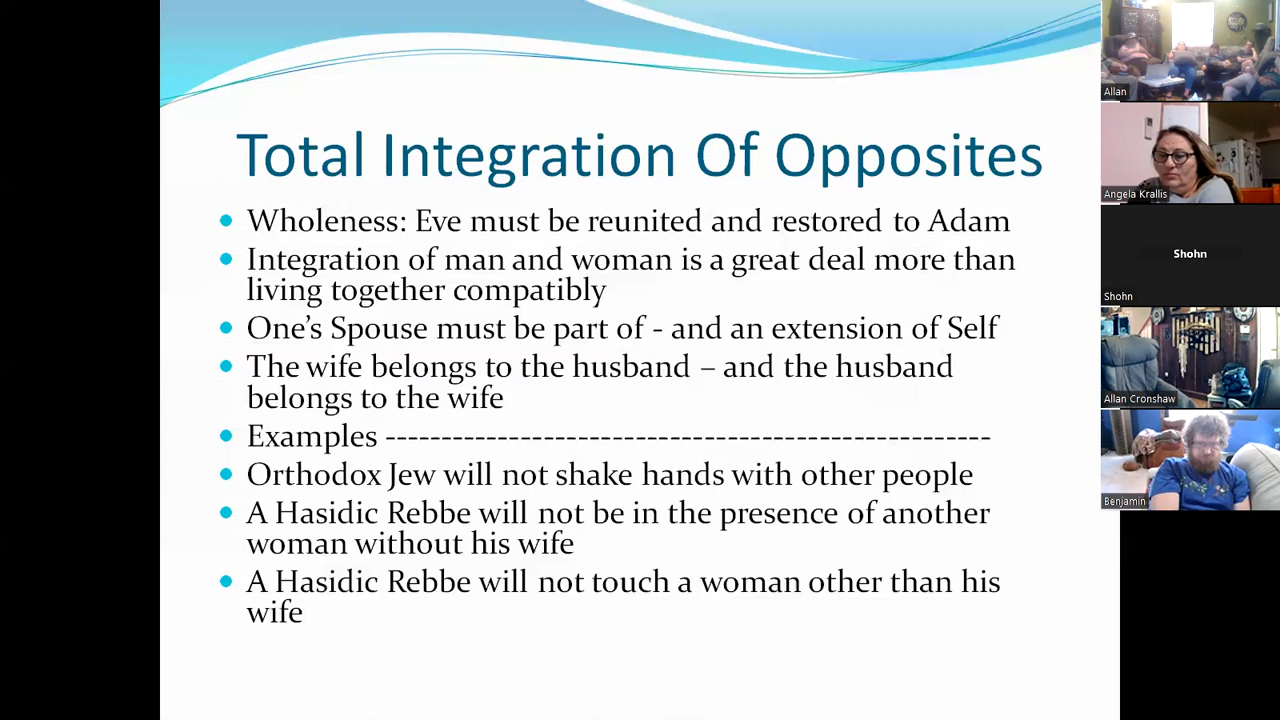 Total Integration Of Opposites
• Wholeness: Eve must be reunited and restored to Adam
• Integration of man and woman is a great deal more than
living together compatibly
• One's Spouse must be part of - and an extension of Self
• The wife belongs to the husband – and the husband
belongs to the wife
• Examples ------------------------------------------------------
• Orthodox Jew will not shake hands with other people
• A Hasidic Rebbe will not be in the presence of another
woman without his wife
• A Hasidic Rebbe will not touch a woman other than his
wife
Allan
Angela Krallis
Shohn
Shohn
Allan Cronshaw
Benjamin